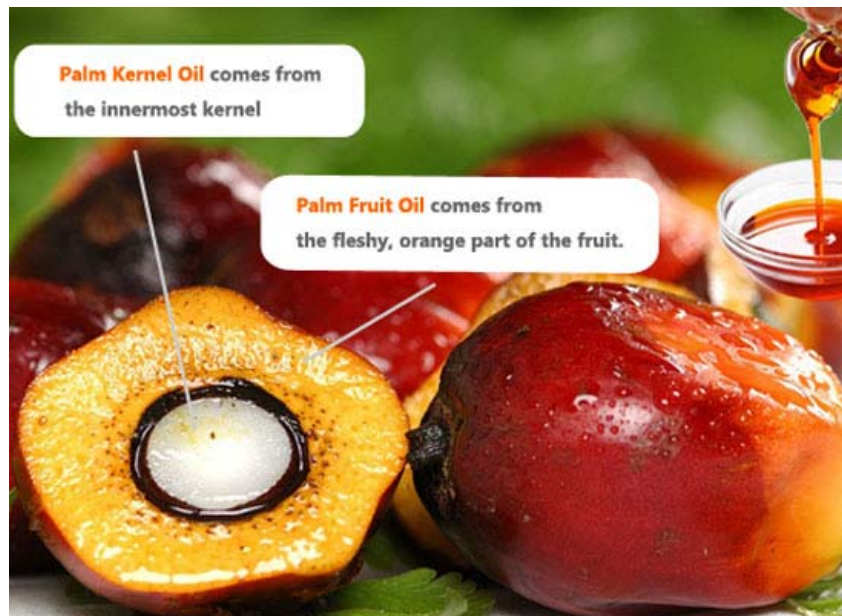 Palm Kernel Oil comes from
the innermost kernel
Palm Fruit Oil comes from
the fleshy, orange part of the fruit.